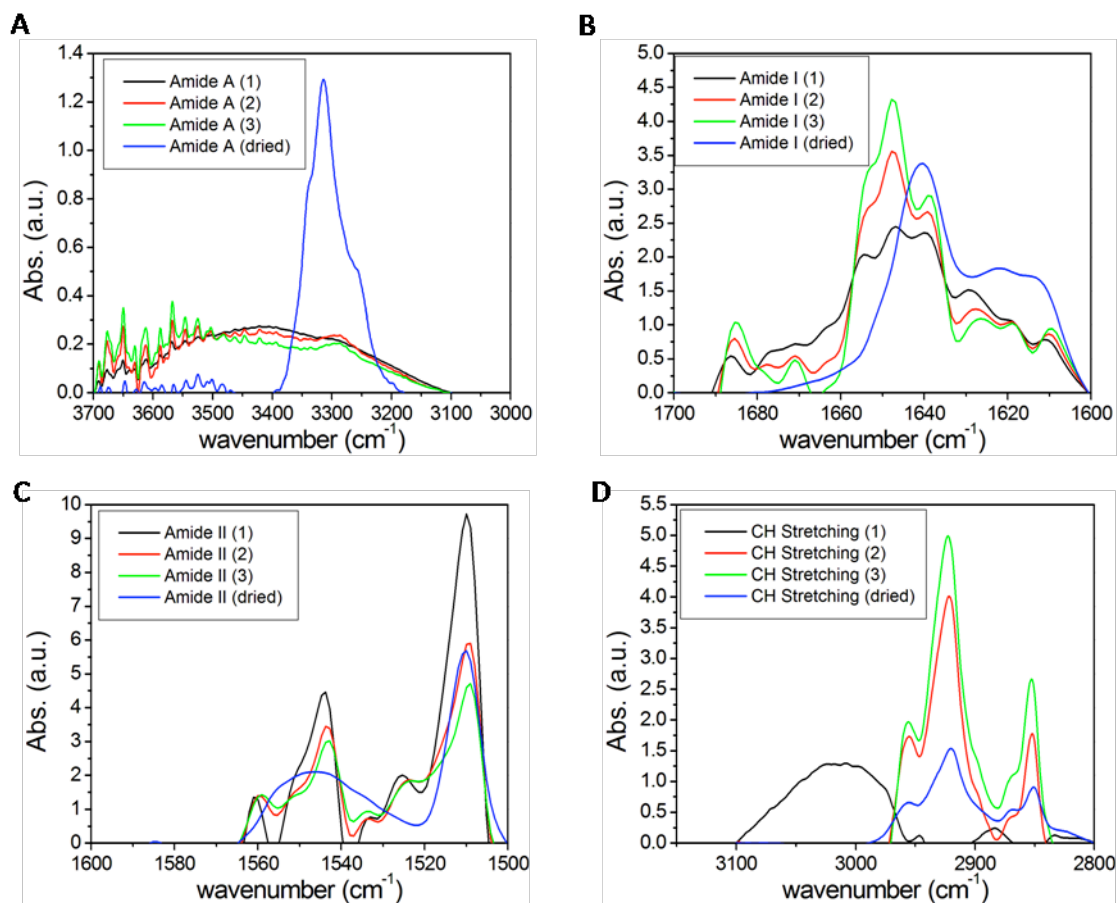 A
1.4
1.2
1.0
0.8
0.6
0.4
0.2
0.0
Abs. (a.u.)
Amide A (1)
Amide A (2)
Amide A (3)
Amide A (dried)
3700 3600 3500 3400 3300 3200 3100 3000
wavenumber (cm⁻¹)
B
5.0
4.5
4.0
3.5
3.0
2.5
2.0
1.5
1.0
0.5
0.0
Abs. (a.u.)
Amide I (1)
Amide I (2)
Amide I (3)
Amide I (dried)
1700 1680 1660 1640 1620 1600
wavenumber (cm⁻¹)
C
10
9
8
7
6
5
4
3
2
1
0
Abs. (a.u.)
Amide II (1)
Amide II (2)
Amide II (3)
Amide II (dried)
1600 1580 1560 1540 1520 1500
wavenumber (cm⁻¹)
D
5.5
5.0
4.5
4.0
3.5
3.0
2.5
2.0
1.5
1.0
0.5
0.0
Abs. (a.u.)
CH Stretching (1)
CH Stretching (2)
CH Stretching (3)
CH Stretching (dried)
3100 3000 2900 2800
wavenumber (cm⁻¹)